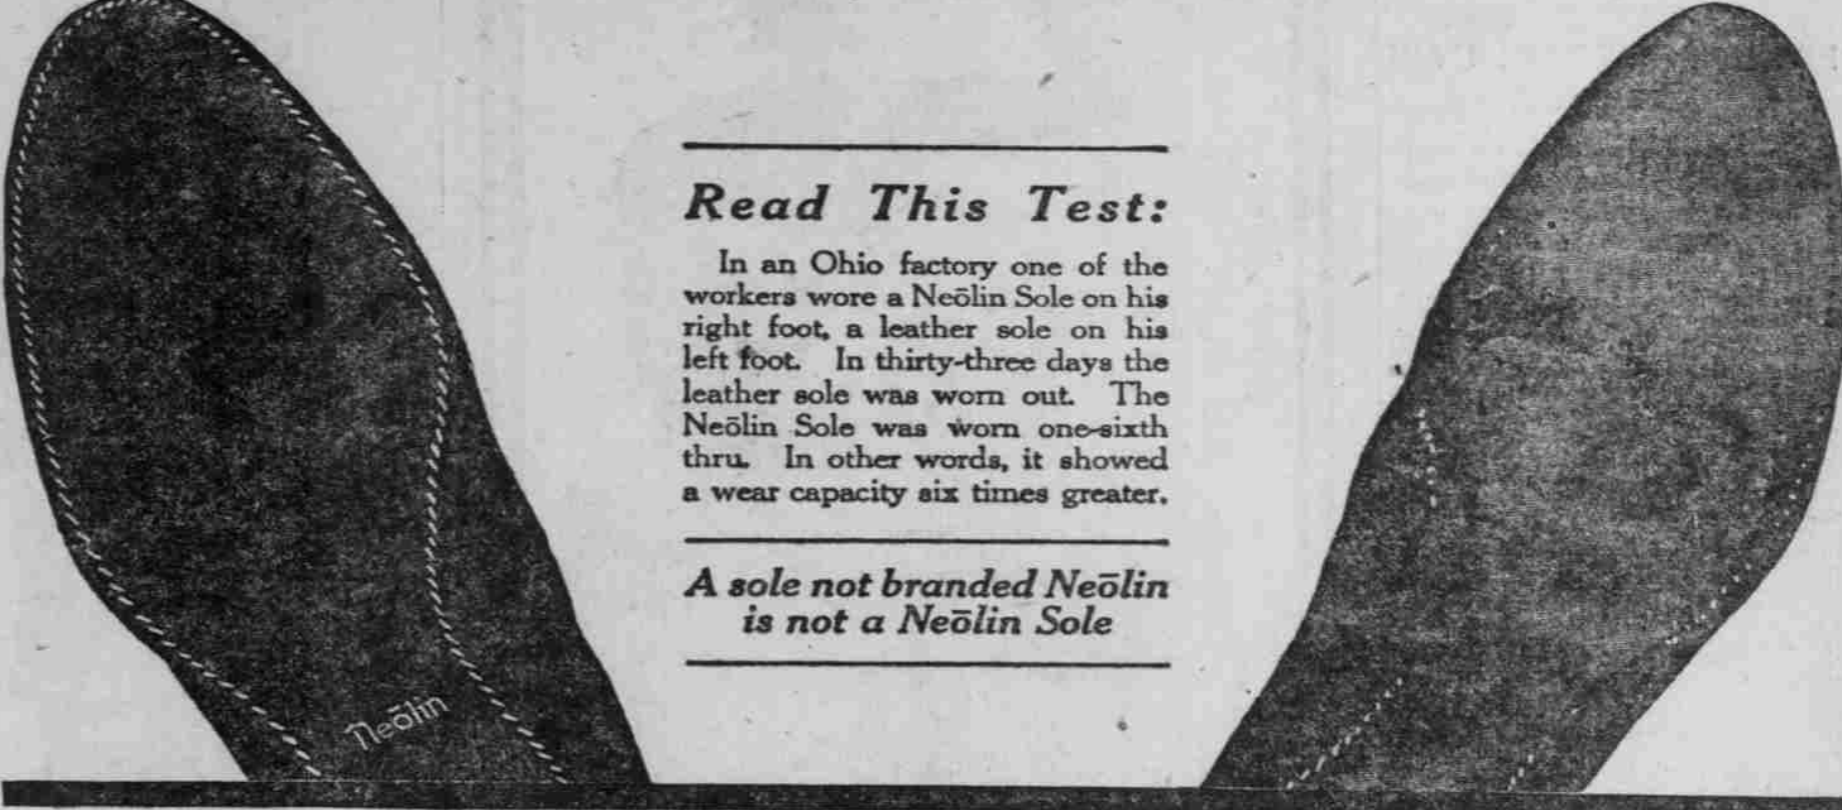 Read This Test:
In an Ohio factory one of the
workers wore a Neōlin Sole on his
right foot, a leather sole on his
left foot. In thirty-three days the
leather sole was worn out. The
Neōlin Sole was worn one-sixth
thru. In other words, it showed
a wear capacity six times greater.
A sole not branded Neōlin
is not a Neōlin Sole
Neōlin